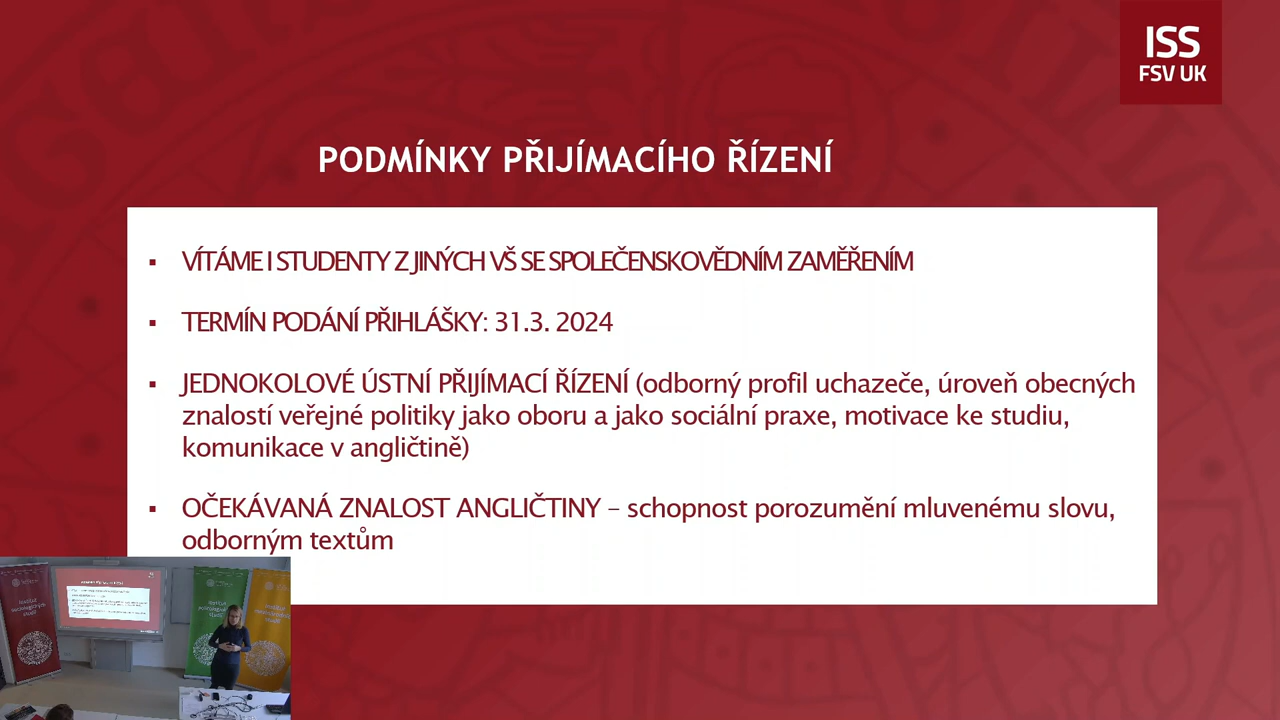 ISS
FSV UK
PODMÍNKY PŘIJÍMACÍHO ŘÍZENÍ
▪ VÍTÁME I STUDENTY Z JINÝCH VŠ SE SPOLEČENSKOVĚDNÍM ZAMĚŘENÍM
▪ TERMÍN PODÁNÍ PŘIHLÁŠKY: 31.3. 2024
▪ JEDNOKOLOVÉ ÚSTNÍ PŘIJÍMACÍ ŘÍZENÍ (odborný profil uchazeče, úroveň obecných
znalostí veřejné politiky jako oboru a jako sociální praxe, motivace ke studiu,
komunikace v angličtině)
▪ OČEKÁVANÁ ZNALOST ANGLIČTINY – schopnost porozumění mluvenému slovu,
odborným textům